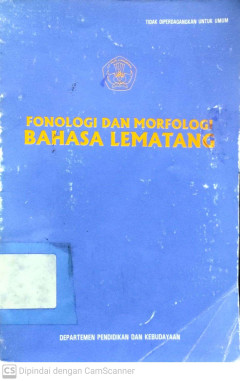 TIDAK DIPERDAGANGKAN UNTUK UMUM
FONOLOGI DAN MORFOLOGI
BAHASA LEMATANG
DEPARTEMEN PENDIDIKAN DAN KEBUDAYAAN
CS Dipindai dengan CamScanner